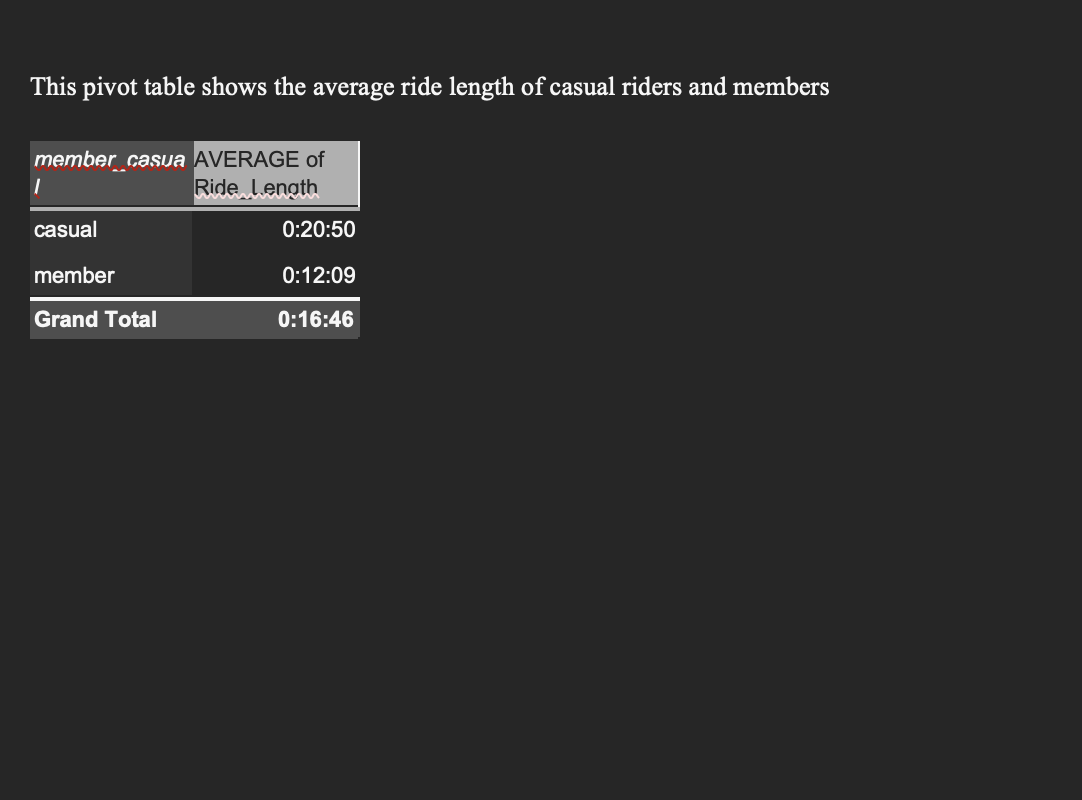 This pivot table shows the average ride length of casual riders and members
member_casua AVERAGE of
l Ride_Length
casual 0:20:50
member 0:12:09
Grand Total 0:16:46